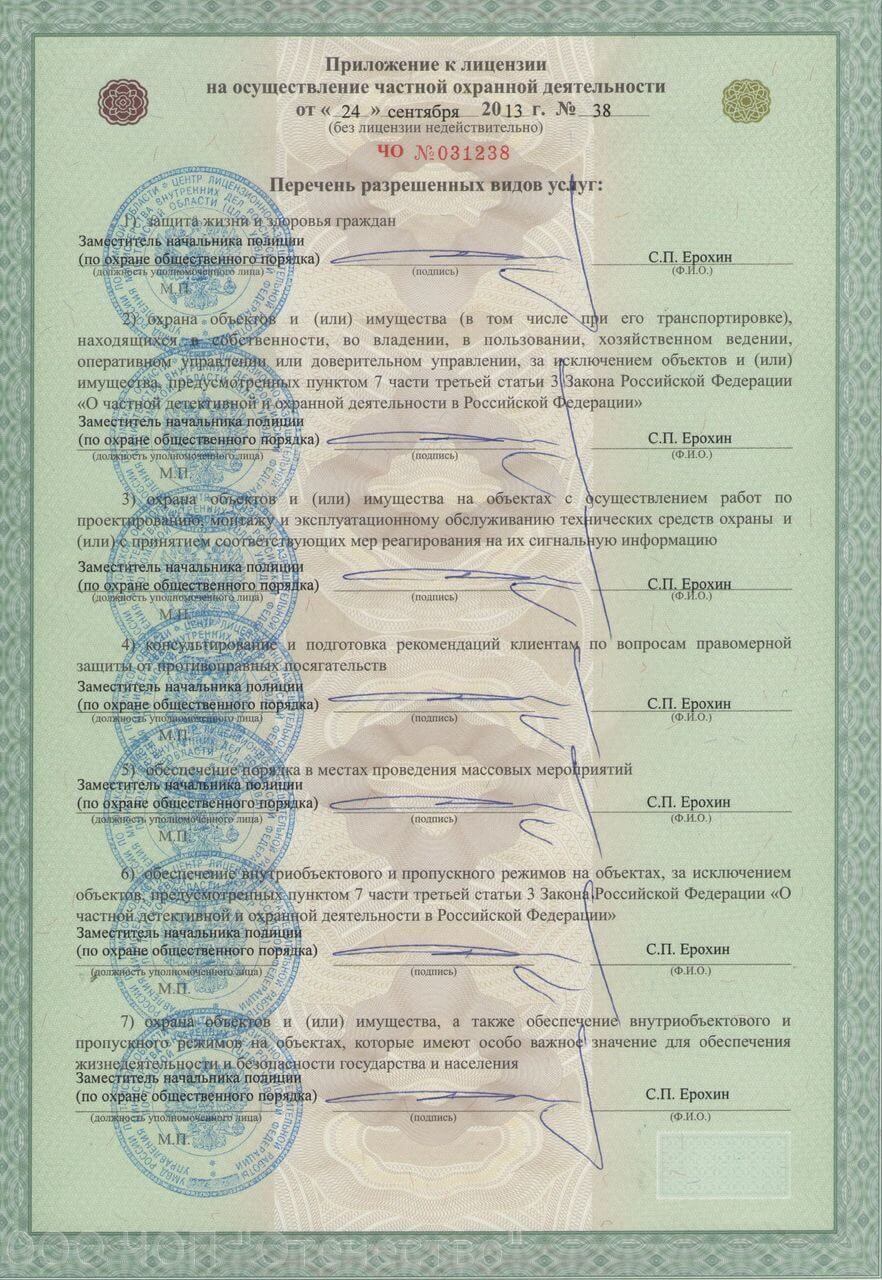 Приложение к лицензии
на осуществление частной охранной деятельности
от « 24 » сентября 2013 г. № 38
(без лицензии недействительно)
ЧО №031238
Перечень разрешенных видов услуг:
1) защита жизни и здоровья граждан
Заместитель начальника полиции
(по охране общественного порядка) С.П. Ерохин
(должность уполномоченного лица) (подпись) (Ф.И.О.)
М.П.
2) охрана объектов и (или) имущества (в том числе при его транспортировке),
находящихся в собственности, во владении, в пользовании, хозяйственном ведении,
оперативном управлении или доверительном управлении, за исключением объектов и (или)
имущества, предусмотренных пунктом 7 части третьей статьи 3 Закона Российской Федерации
«О частной детективной и охранной деятельности в Российской Федерации»
Заместитель начальника полиции
(по охране общественного порядка) С.П. Ерохин
(должность уполномоченного лица) (подпись) (Ф.И.О.)
М.П.
3) охрана объектов и (или) имущества на объектах с осуществлением работ по
проектированию, монтажу и эксплуатационному обслуживанию технических средств охраны и
(или) с принятием соответствующих мер реагирования на их сигнальную информацию
Заместитель начальника полиции
(по охране общественного порядка) С.П. Ерохин
(должность уполномоченного лица) (подпись) (Ф.И.О.)
М.П.
4) консультирование и подготовка рекомендаций клиентам по вопросам правомерной
защиты от противоправных посягательств
Заместитель начальника полиции
(по охране общественного порядка) С.П. Ерохин
(должность уполномоченного лица) (подпись) (Ф.И.О.)
М.П.
5) обеспечение порядка в местах проведения массовых мероприятий
Заместитель начальника полиции
(по охране общественного порядка) С.П. Ерохин
(должность уполномоченного лица) (подпись) (Ф.И.О.)
М.П.
6) обеспечение внутриобъектового и пропускного режимов на объектах, за исключением
объектов, предусмотренных пунктом 7 части третьей статьи 3 Закона Российской Федерации «О
частной детективной и охранной деятельности в Российской Федерации»
Заместитель начальника полиции
(по охране общественного порядка) С.П. Ерохин
(должность уполномоченного лица) (подпись) (Ф.И.О.)
М.П.
7) охрана объектов и (или) имущества, а также обеспечение внутриобъектового и
пропускного режимов на объектах, которые имеют особо важное значение для обеспечения
жизнедеятельности и безопасности государства и населения
Заместитель начальника полиции
(по охране общественного порядка) С.П. Ерохин
(должность уполномоченного лица) (подпись) (Ф.И.О.)
М.П.
ООО ЧОП "Отечество"